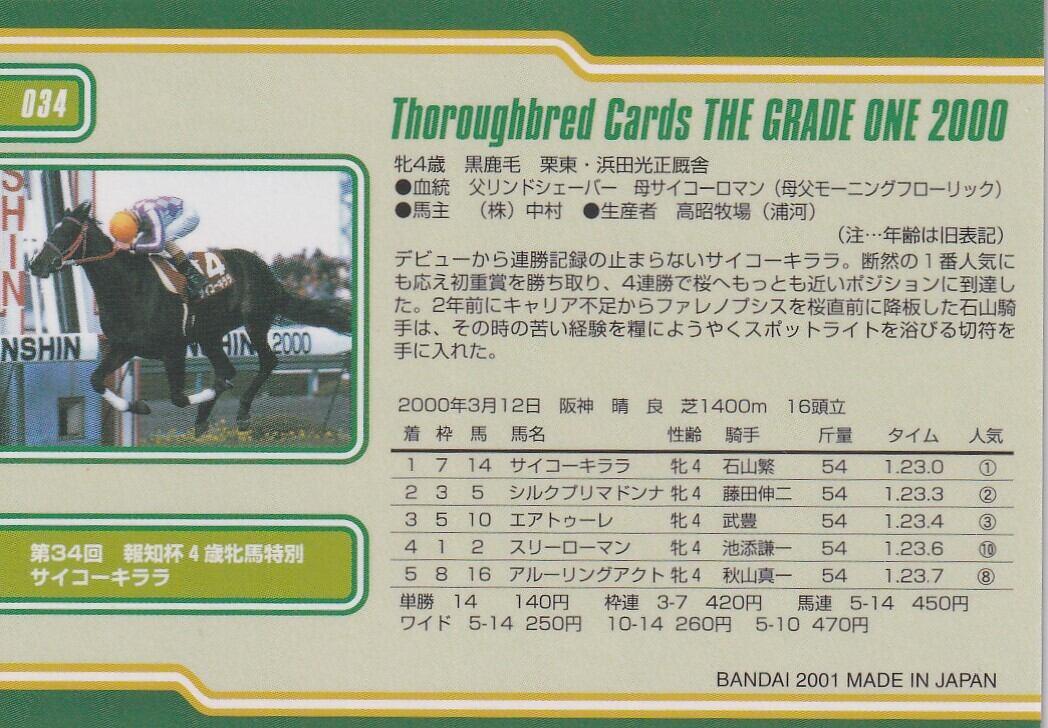 034
Thoroughbred Cards THE GRADE ONE 2000
牝4歳 黒鹿毛 栗東・浜田光正厩舎
●血統 父リンドシェーバー 母サイコーロマン（母父モーニングフローリック）
●馬主 （株）中村 ●生産者 高昭牧場（浦河）
（注…年齢は旧表記）
デビューから連勝記録の止まらないサイコーキララ。断然の1番人気に
も応え初重賞を勝ち取り、4連勝で桜へもっとも近いポジションに到達し
た。2年前にキャリア不足からファレノプシスを桜直前に降板した石山騎
手は、その時の苦い経験を糧にようやくスポットライトを浴びる切符を
手に入れた。
SHIN
NSHIN
NSHIN 2000
14
2000年3月12日 阪神 晴 良 芝1400m 16頭立
着 枠 馬 馬名 性齢 騎手 斤量 タイム 人気
1 7 14 サイコーキララ 牝4 石山繁 54 1.23.0 ①
2 3 5 シルクプリマドンナ 牝4 藤田伸二 54 1.23.3 ②
3 5 10 エアトゥーレ 牝4 武豊 54 1.23.4 ③
4 1 2 スリーローマン 牝4 池添謙一 54 1.23.6 ⑩
5 8 16 アルーリングアクト 牝4 秋山真一 54 1.23.7 ⑧
単勝 14 140円 枠連 3-7 420円 馬連 5-14 450円
ワイド 5-14 250円 10-14 260円 5-10 470円
第34回 報知杯4歳牝馬特別
サイコーキララ
BANDAI 2001 MADE IN JAPAN